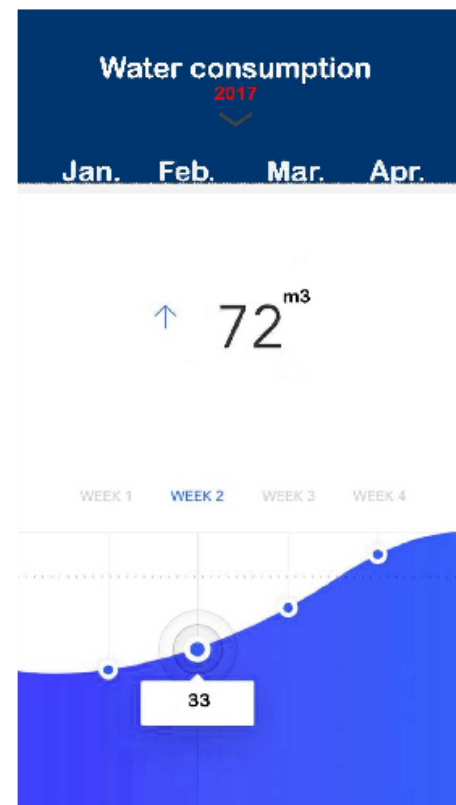 Water consumption
2017
Jan. Feb. Mar. Apr.
72 m3
WEEK 1 WEEK 2 WEEK 3 WEEK 4
33